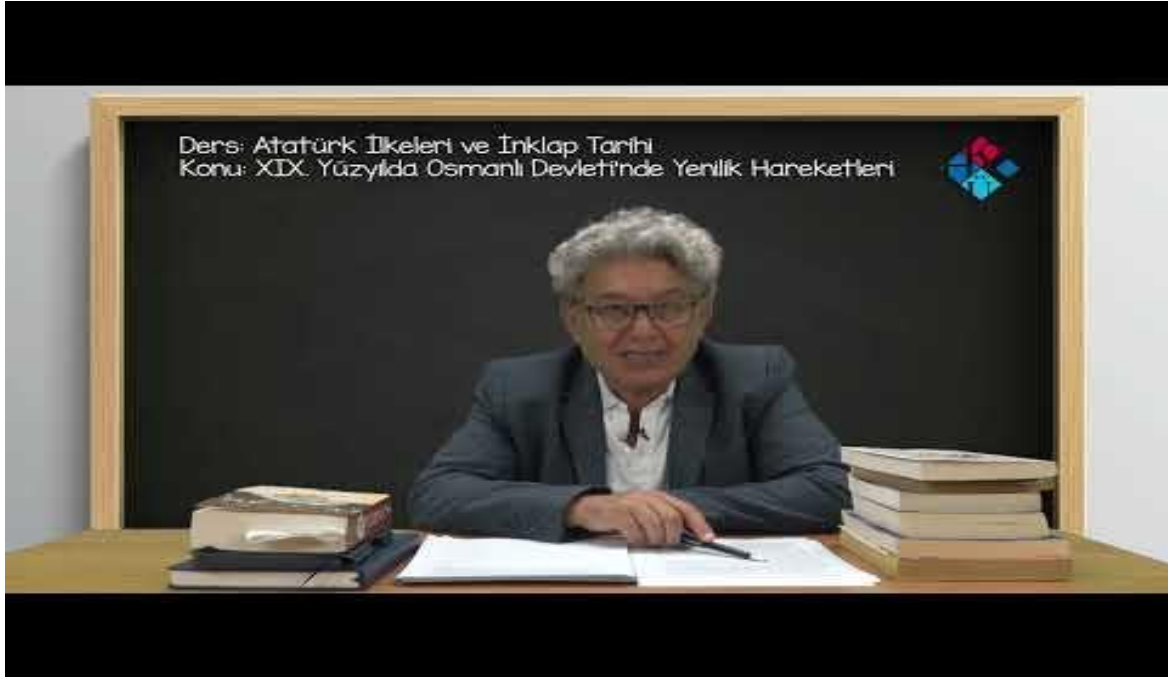 Ders: Atatürk İlkeleri ve İnklap Tarihi
Konu: XIX. Yüzyılda Osmanlı Devleti'nde Yenilik Hareketleri